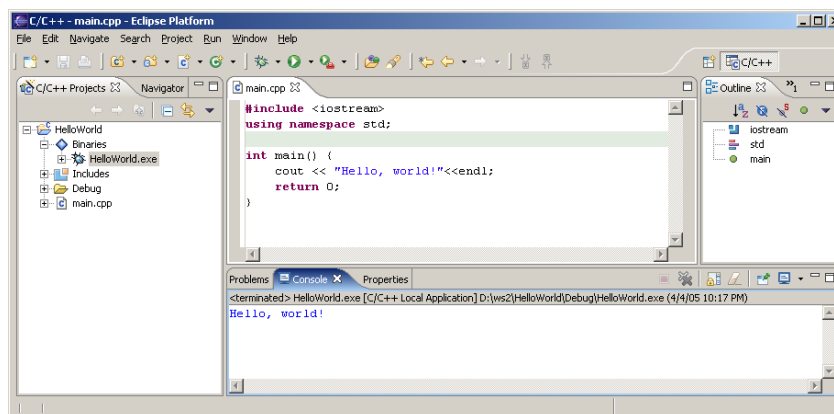 C/C++ - main.cpp - Eclipse Platform
File Edit Navigate Search Project Run Window Help
C/C++
C/C++ Projects Navigator
HelloWorld
Binaries
HelloWorld.exe
Includes
Debug
main.cpp
main.cpp
#include <iostream>
using namespace std;
int main() {
cout << "Hello, world!"<<endl;
return 0;
}
Outline »1
iostream
std
main
Problems Console Properties
<terminated> HelloWorld.exe [C/C++ Local Application] D:\ws2\HelloWorld\Debug\HelloWorld.exe (4/4/05 10:17 PM)
Hello, world!